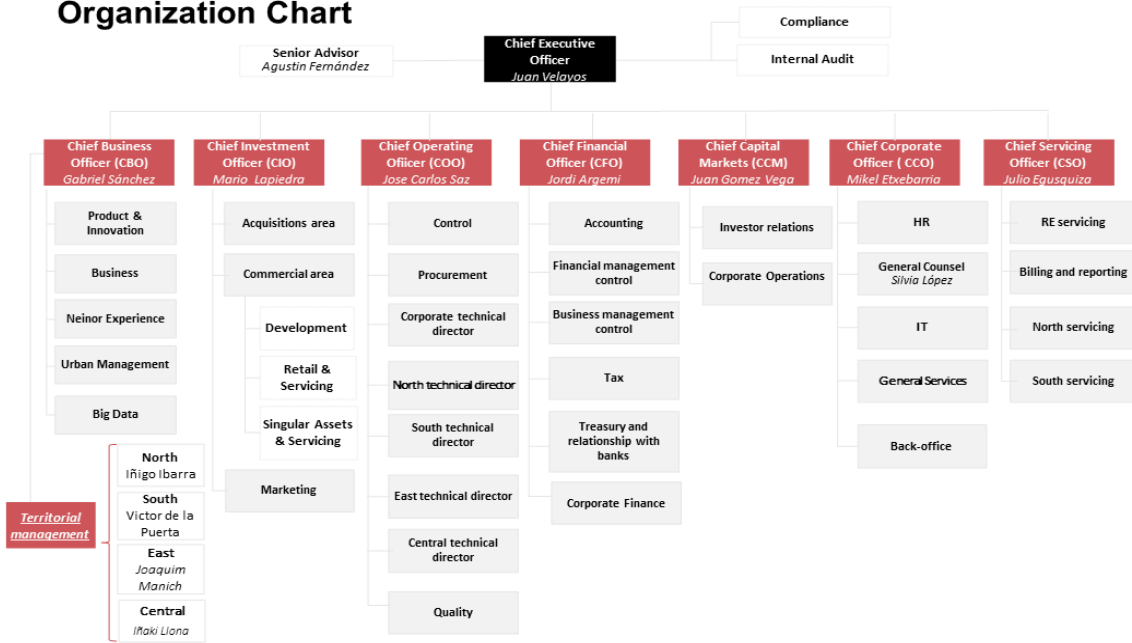 Organization Chart
Compliance
Senior Advisor
Agustin Fernández
Chief Executive
Officer
Juan Velayos
Internal Audit
Chief Business
Officer (CBO)
Gabriel Sánchez
Chief Investment
Officer (CIO)
Mario Lapiedra
Chief Operating
Officer (COO)
Jose Carlos Saz
Chief Financial
Officer (CFO)
Jordi Argemi
Chief Capital
Markets (CCM)
Juan Gomez Vega
Chief Corporate
Officer ( CCO)
Mikel Etxebarria
Chief Servicing
Officer (CSO)
Julio Egusquiza
Product &
Innovation
Business
Neinor Experience
Urban Management
Big Data
Territorial
management
North
Iñigo Ibarra
South
Victor de la
Puerta
East
Joaquim
Manich
Central
Iñaki Llona
Acquisitions area
Commercial area
Development
Retail &
Servicing
Singular Assets
& Servicing
Marketing
Control
Procurement
Corporate technical
director
North technical director
South technical
director
East technical director
Central technical
director
Quality
Accounting
Financial management
control
Business management
control
Tax
Treasury and
relationship with
banks
Corporate Finance
Investor relations
Corporate Operations
HR
General Counsel
Silvia López
IT
General Services
Back-office
RE servicing
Billing and reporting
North servicing
South servicing